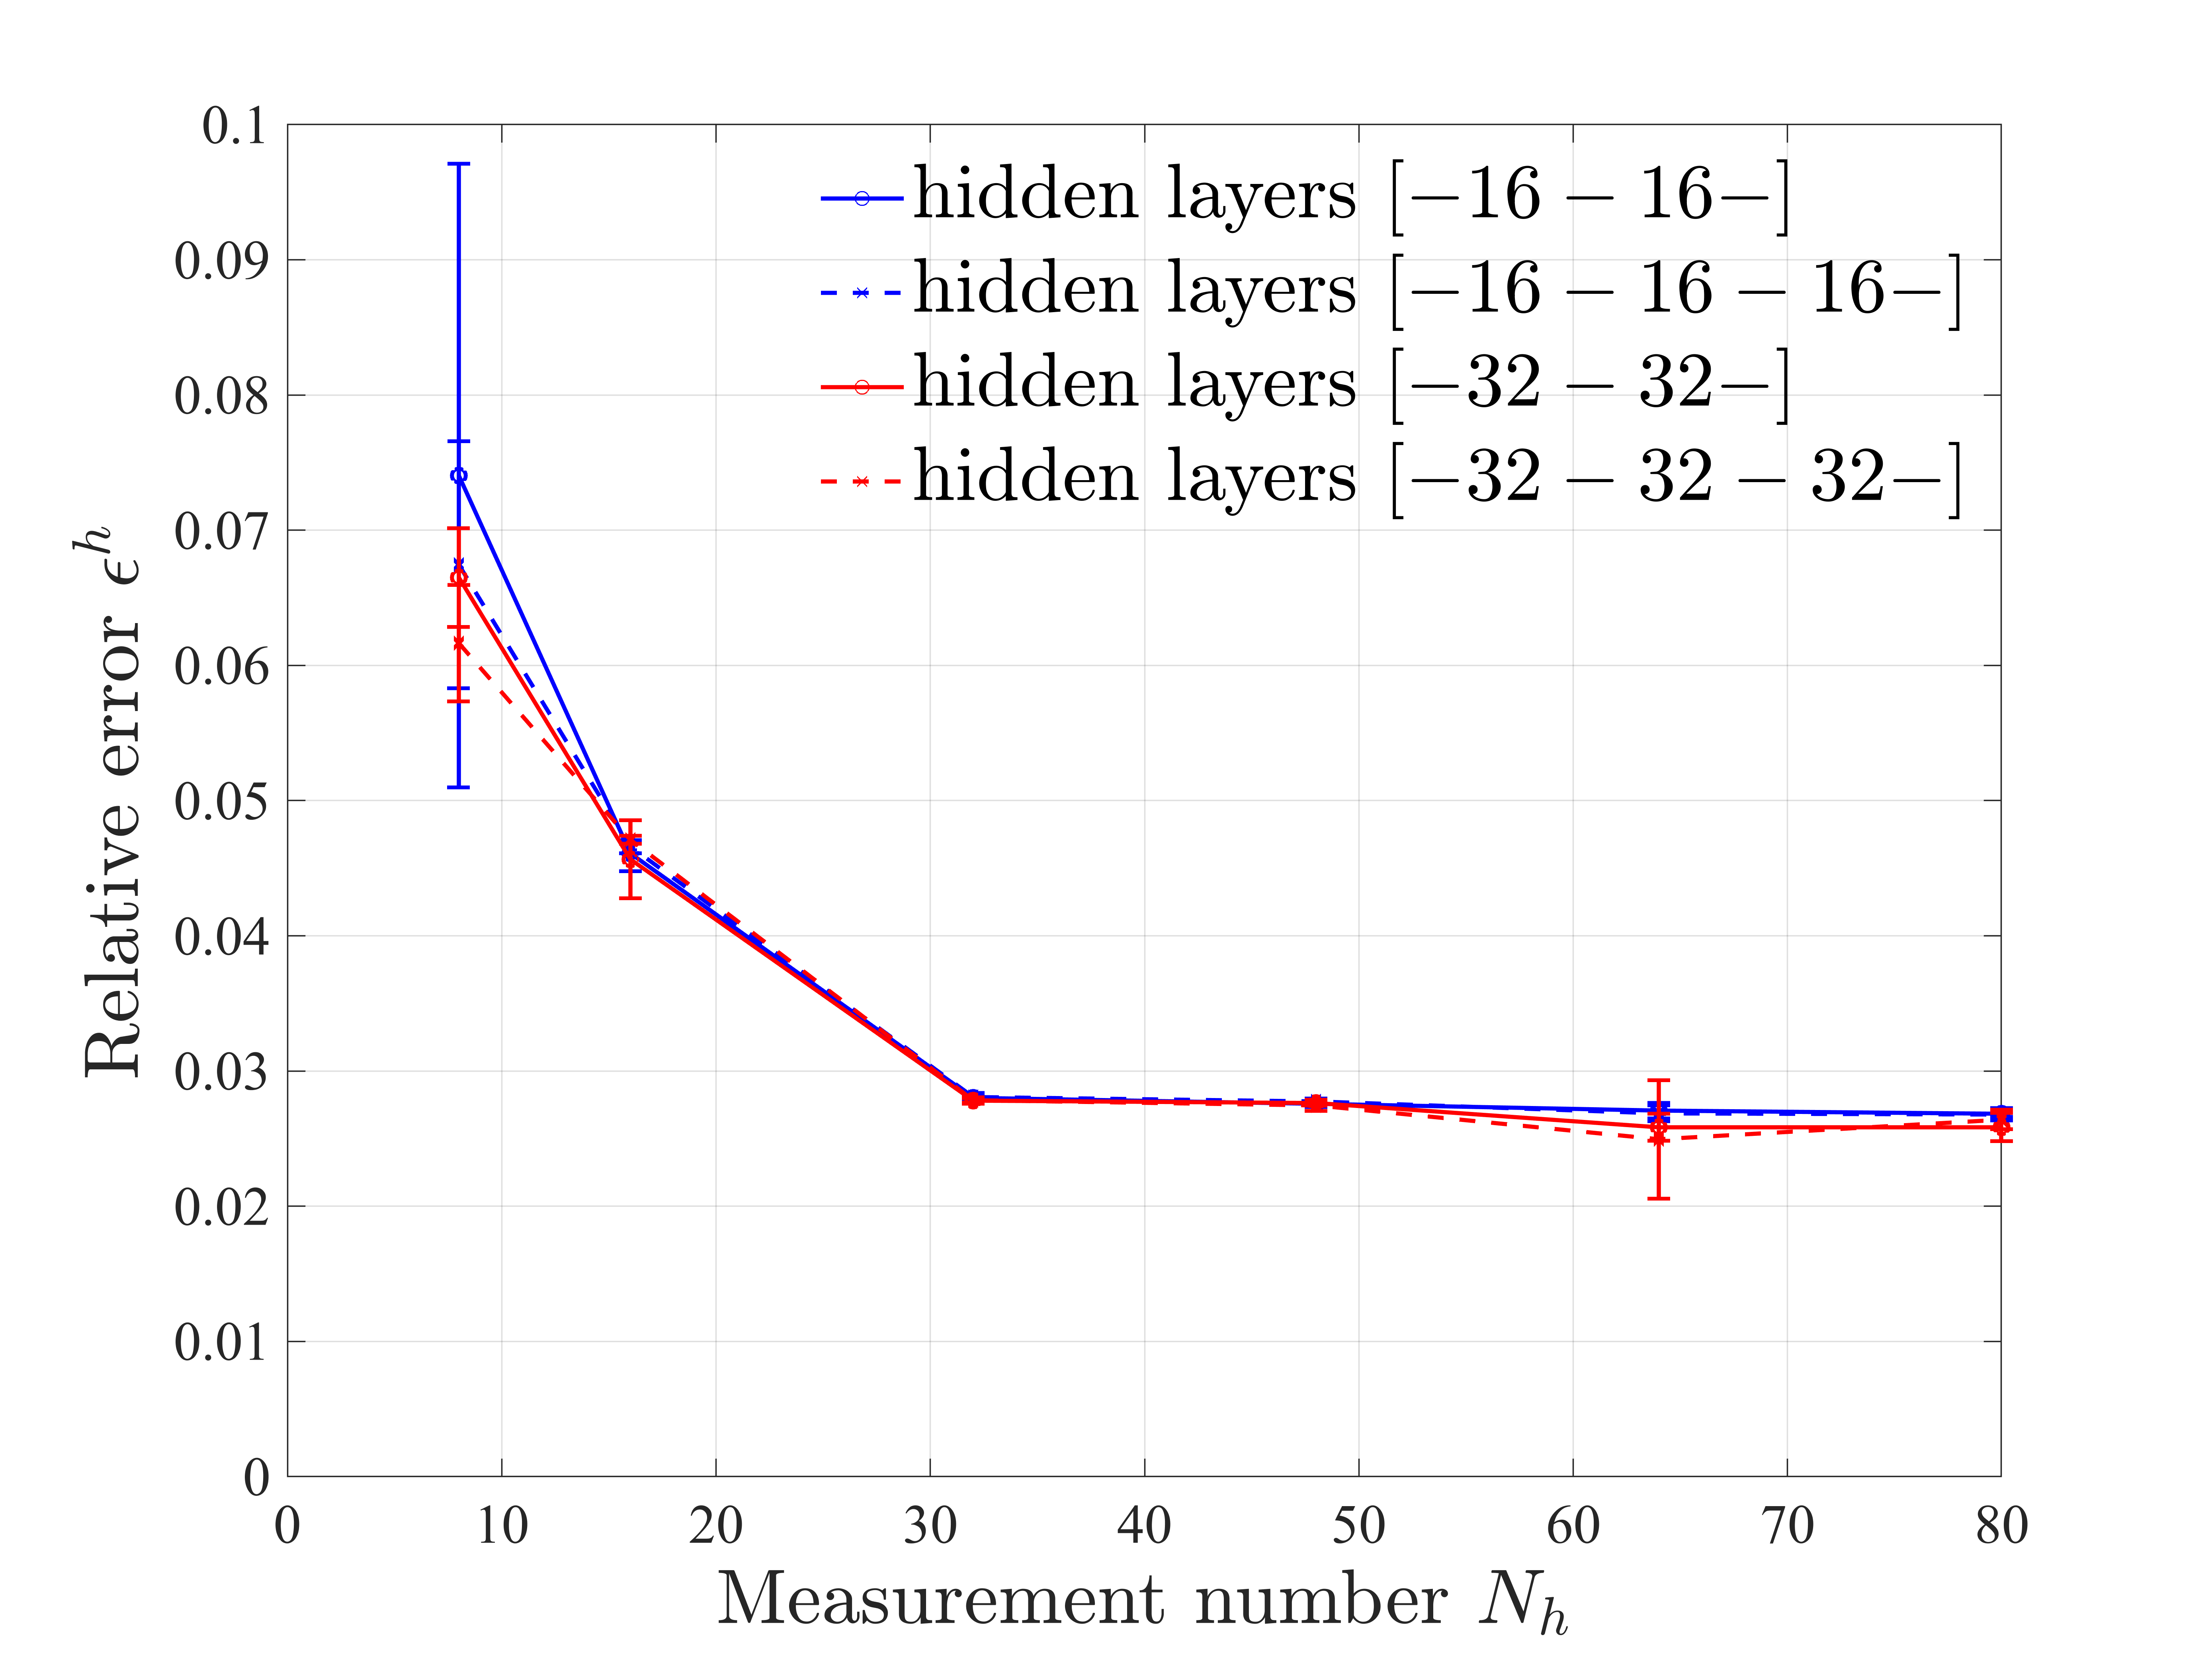 0.1
0.09
0.08
0.07
0.06
0.05
0.04
0.03
0.02
0.01
0
Relative error ϵ^h
hidden layers [−16 − 16−]
hidden layers [−16 − 16 − 16−]
hidden layers [−32 − 32−]
hidden layers [−32 − 32 − 32−]
0 10 20 30 40 50 60 70 80
Measurement number N_h